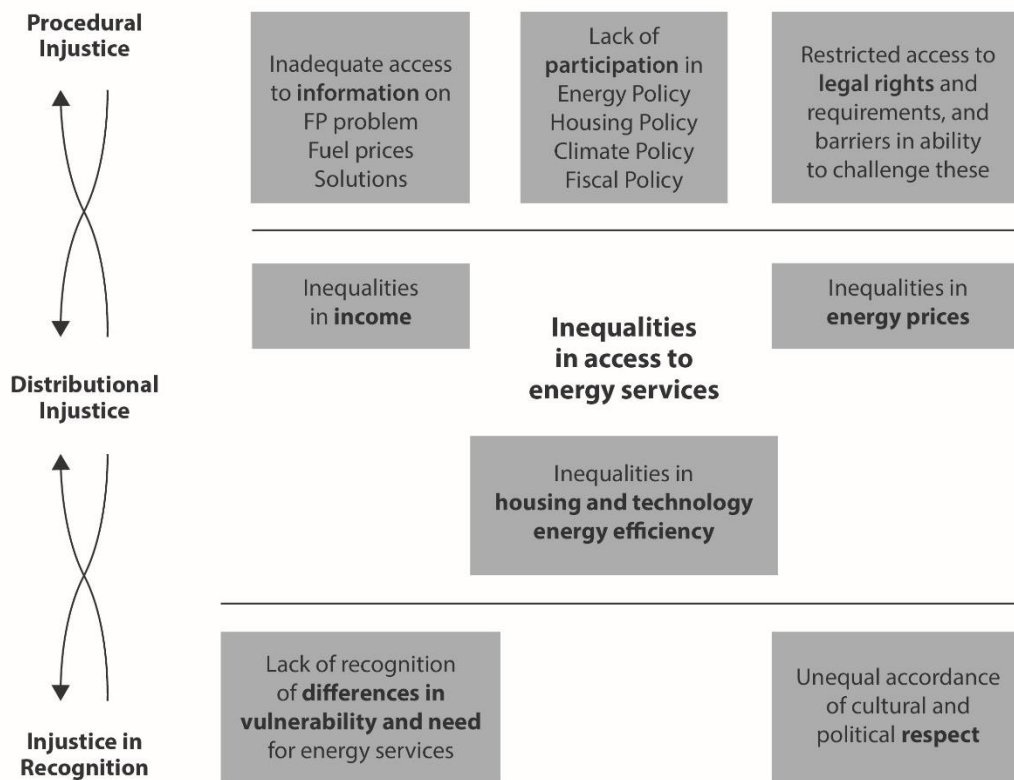 Procedural
Injustice
Inadequate access
to information on
FP problem
Fuel prices
Solutions
Lack of
participation in
Energy Policy
Housing Policy
Climate Policy
Fiscal Policy
Restricted access to
legal rights and
requirements, and
barriers in ability
to challenge these
Distributional
Injustice
Inequalities
in income
Inequalities
in access to
energy services
Inequalities in
energy prices
Inequalities in
housing and technology
energy efficiency
Injustice in
Recognition
Lack of recognition
of differences in
vulnerability and need
for energy services
Unequal accordance
of cultural and
political respect